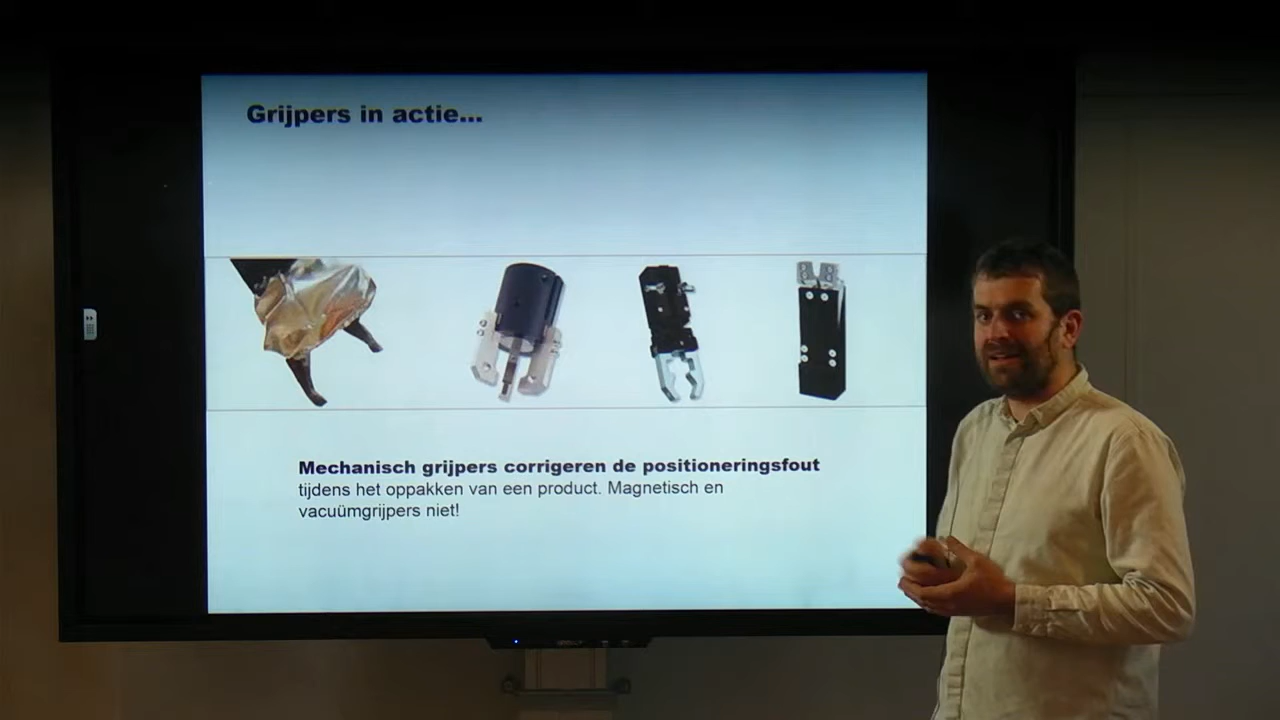 Grijpers in actie...
Mechanisch grijpers corrigeren de positioneringsfout
tijdens het oppakken van een product. Magnetisch en
vacuümgrijpers niet!